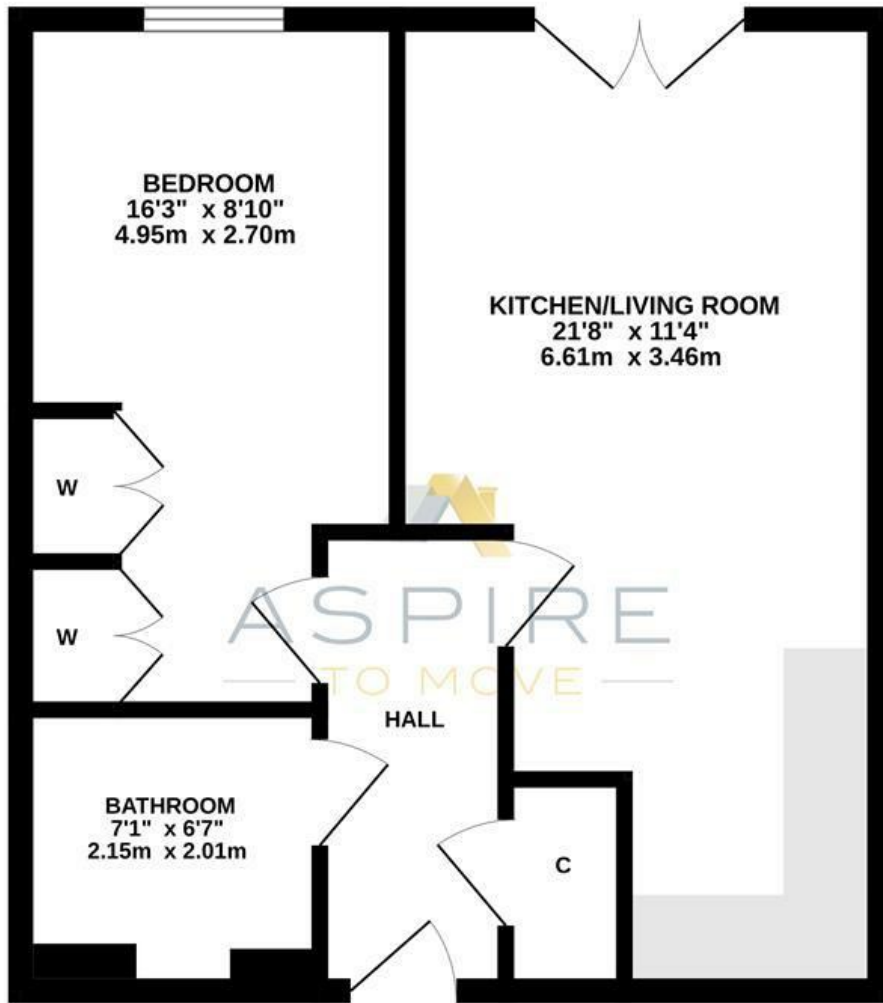 BEDROOM
16'3" x 8'10"
4.95m x 2.70m
KITCHEN/LIVING ROOM
21'8" x 11'4"
6.61m x 3.46m
W
W
ASPIRE
TO MOVE
HALL
BATHROOM
7'1" x 6'7"
2.15m x 2.01m
C